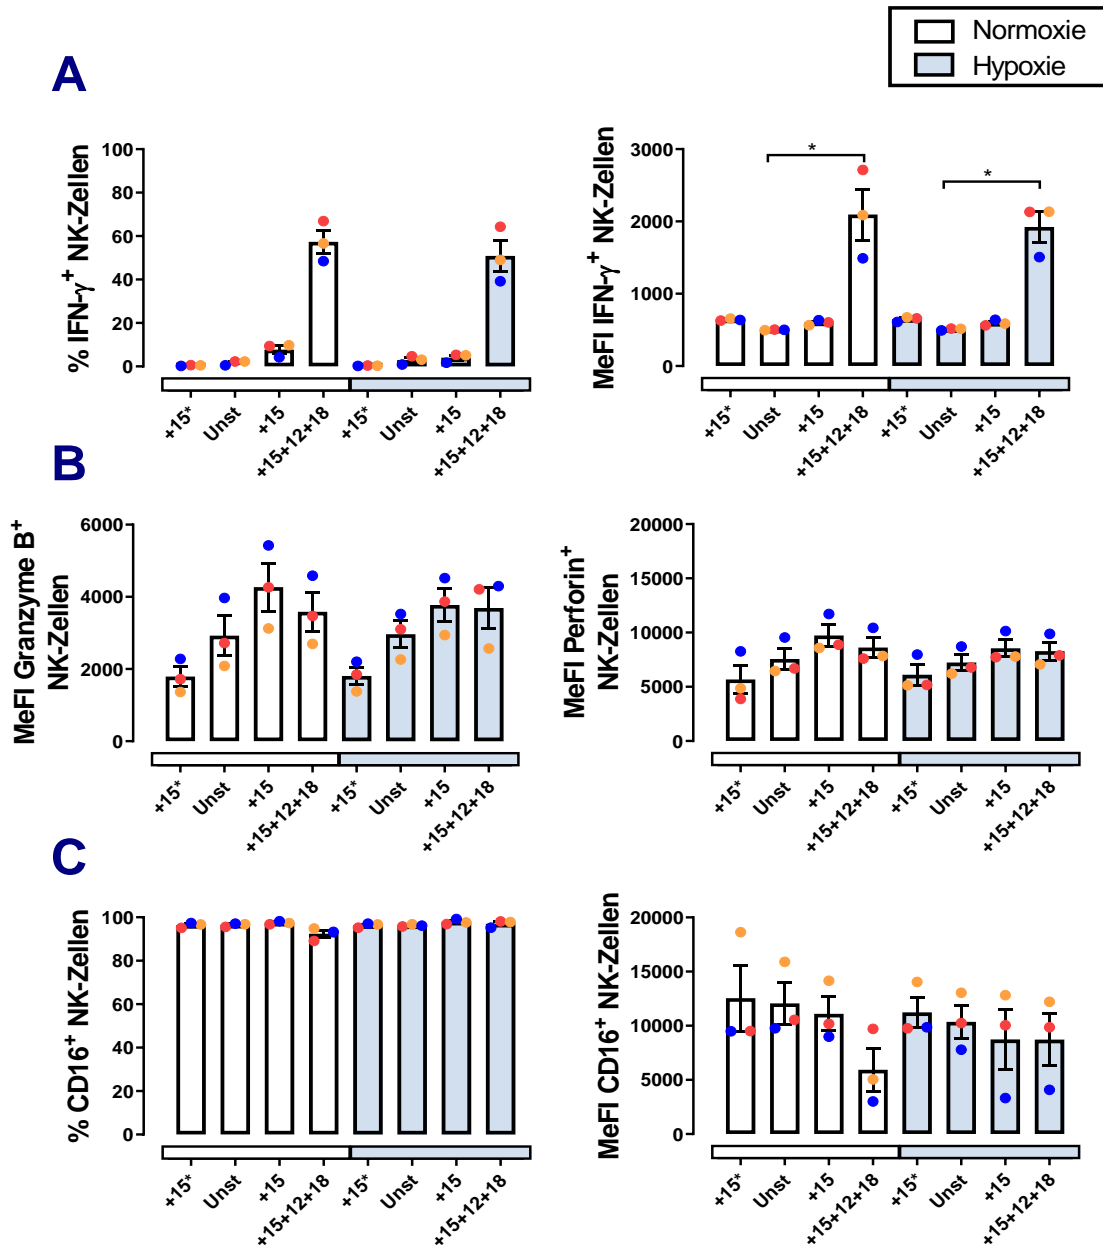 Normoxie
Hypoxie
A
% IFN-γ+ NK-Zellen
100
80
60
40
20
0
+15*
Unst
+15
+15+12+18
+15*
Unst
+15
+15+12+18
MeFI IFN-γ+ NK-Zellen
3000
2000
1000
0
*
*
+15*
Unst
+15
+15+12+18
+15*
Unst
+15
+15+12+18
B
MeFI Granzyme B+
NK-Zellen
6000
4000
2000
0
+15*
Unst
+15
+15+12+18
+15*
Unst
+15
+15+12+18
MeFI Perforin+
NK-Zellen
20000
15000
10000
5000
0
+15*
Unst
+15
+15+12+18
+15*
Unst
+15
+15+12+18
C
% CD16+ NK-Zellen
100
80
60
40
20
0
+15*
Unst
+15
+15+12+18
+15*
Unst
+15
+15+12+18
MeFI CD16+ NK-Zellen
20000
15000
10000
5000
0
+15*
Unst
+15
+15+12+18
+15*
Unst
+15
+15+12+18